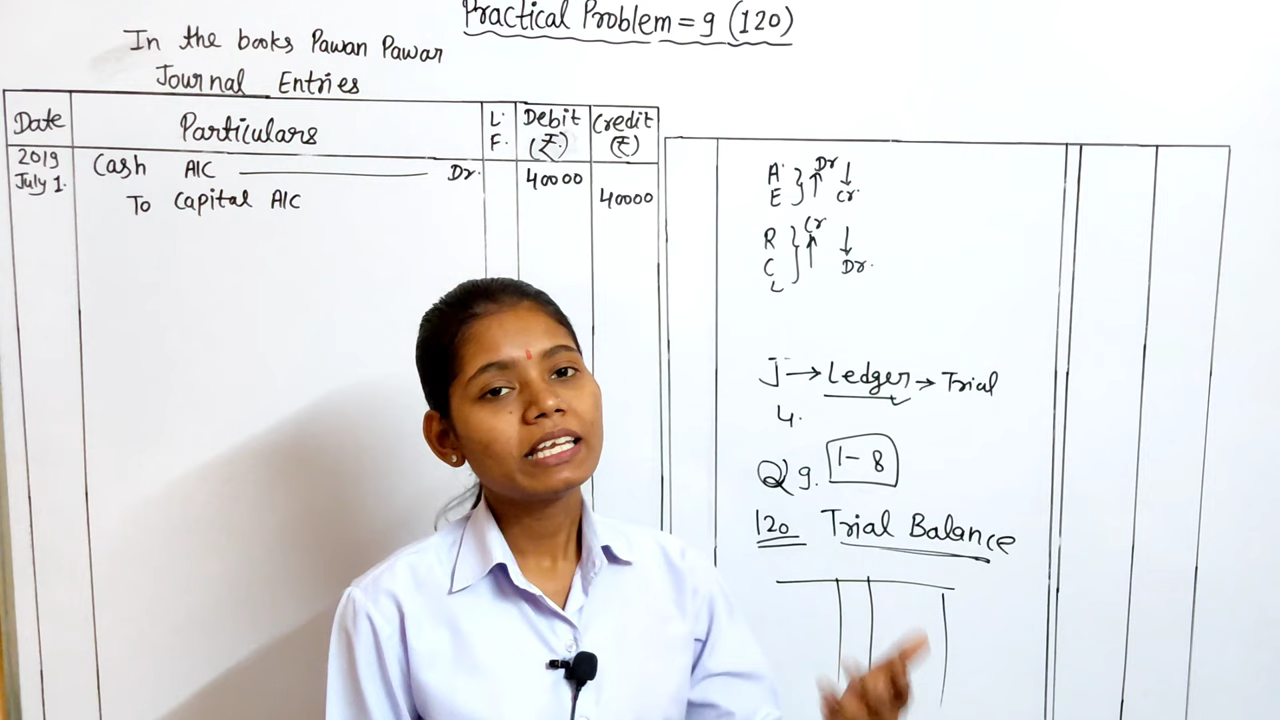 Practical Problem = 9 (120)
In the books Pawan Pawar
Journal Entries
Date Particulars L. F. Debit (₹) Credit (₹)
2019
July 1. Cash A/C Dr. 40000
To Capital A/C 40000
A Dr
E Cr.
R Cr
C Dr.
L
J → Ledger → Trial
4.
Q 9. 1-8
120 Trial Balance